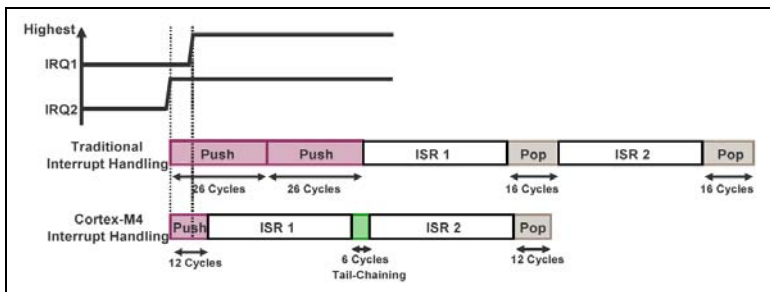 Highest
IRQ1
IRQ2
Traditional
Interrupt Handling
Push
Push
ISR 1
Pop
ISR 2
Pop
26 Cycles
26 Cycles
16 Cycles
16 Cycles
Cortex-M4
Interrupt Handling
Push
ISR 1
ISR 2
Pop
12 Cycles
6 Cycles
Tail-Chaining
12 Cycles